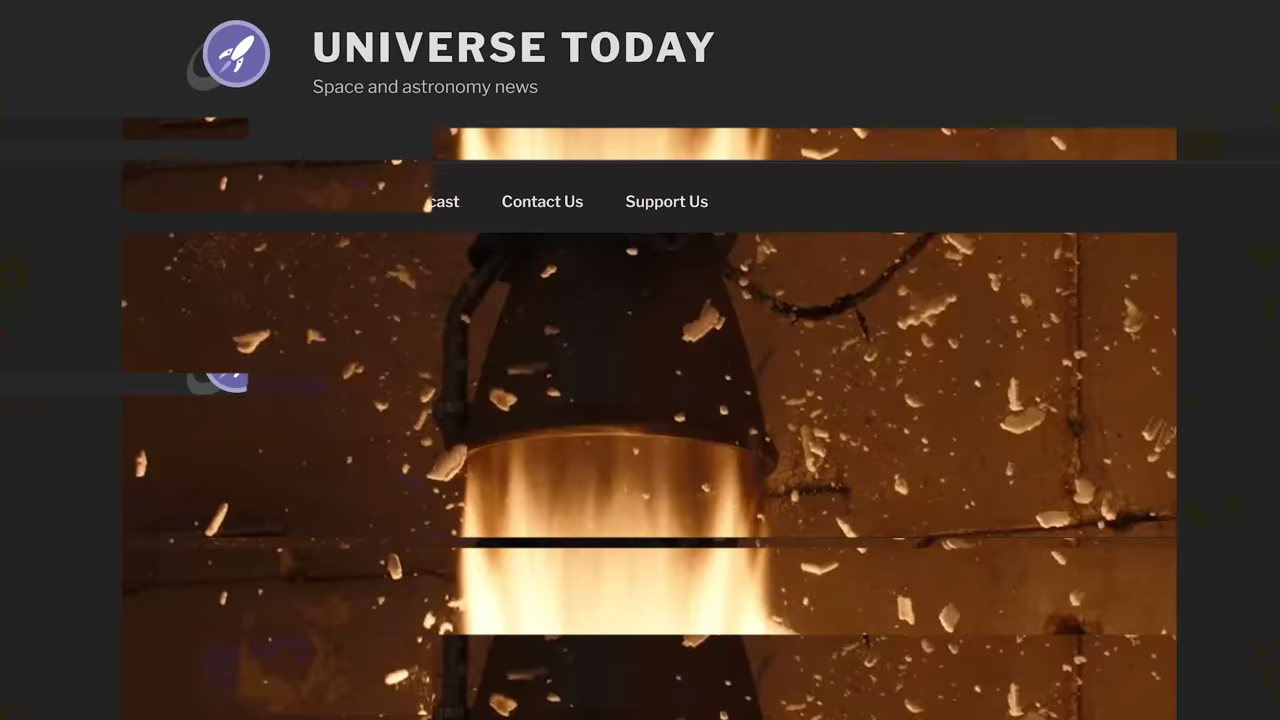 UNIVERSE TODAY
Space and astronomy news
cast Contact Us Support Us